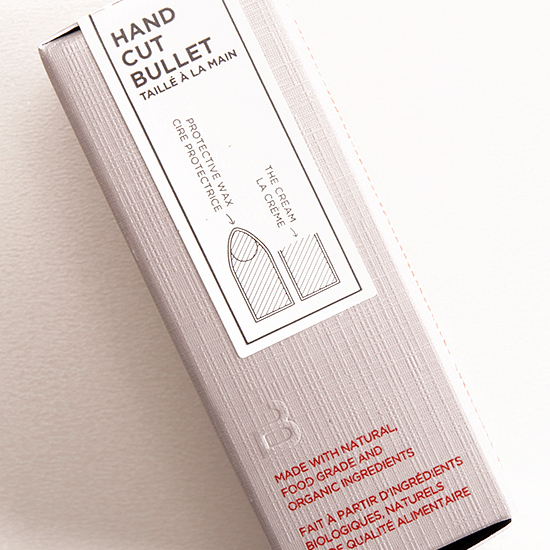 HAND
CUT
BULLET
TAILLÉ À LA MAIN
PROTECTIVE WAX
CIRE PROTECTRICE
THE CREAM
LA CRÈME
B
MADE WITH NATURAL,
FOOD GRADE AND
ORGANIC INGREDIENTS
FAIT À PARTIR D'INGRÉDIENTS
BIOLOGIQUES, NATURELS
DE QUALITÉ ALIMENTAIRE